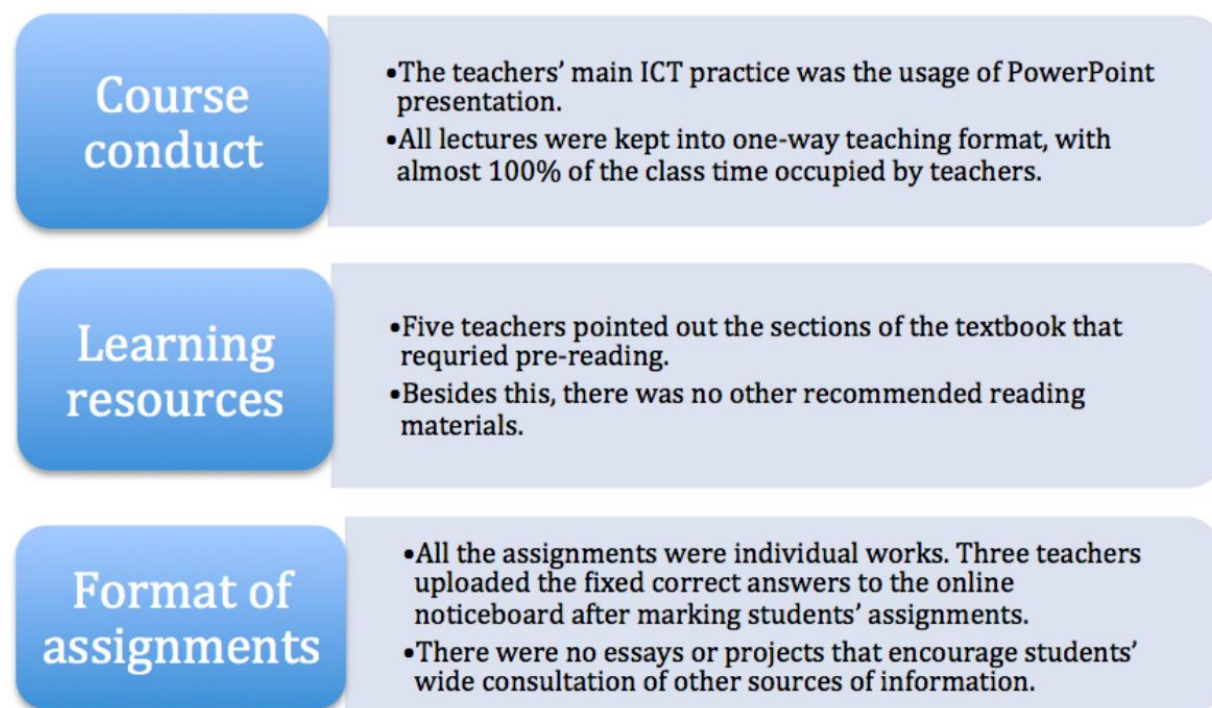 Course
conduct
•The teachers’ main ICT practice was the usage of PowerPoint
presentation.
•All lectures were kept into one-way teaching format, with
almost 100% of the class time occupied by teachers.
Learning
resources
•Five teachers pointed out the sections of the textbook that
requried pre-reading.
•Besides this, there was no other recommended reading
materials.
Format of
assignments
•All the assignments were individual works. Three teachers
uploaded the fixed correct answers to the online
noticeboard after marking students’ assignments.
•There were no essays or projects that encourage students’
wide consultation of other sources of information.